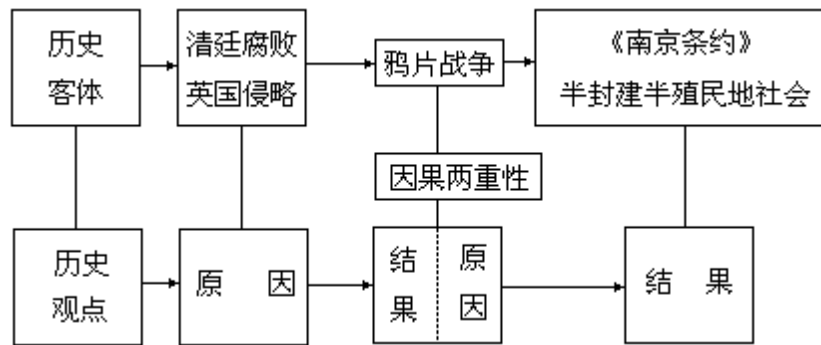 历史
客体
清廷腐败
英国侵略
鸦片战争
《南京条约》
半封建半殖民地社会
因果两重性
历史
观点
原 因
结果
原因
结 果